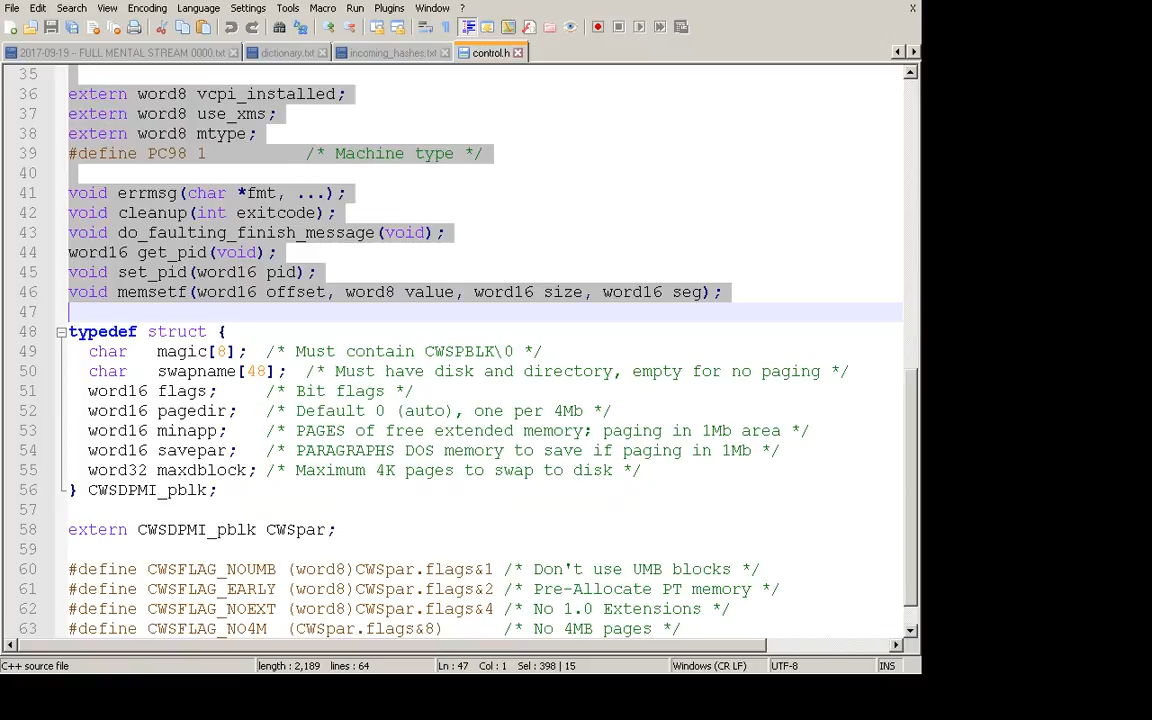 File Edit Search View Encoding Language Settings Tools Macro Run Plugins Window ? X
2017-09-19 - FULL MENTAL STREAM 0000.txt dictionary.txt incoming_hashes.txt control.h
35
36 extern word8 vcpi_installed;
37 extern word8 use_xms;
38 extern word8 mtype;
39 #define PC98 1 /* Machine type */
40
41 void errmsg(char *fmt, ...);
42 void cleanup(int exitcode);
43 void do_faulting_finish_message(void);
44 word16 get_pid(void);
45 void set_pid(word16 pid);
46 void memsetf(word16 offset, word8 value, word16 size, word16 seg);
47
48 typedef struct {
49 char magic[8]; /* Must contain CWSPBLK\0 */
50 char swapname[48]; /* Must have disk and directory, empty for no paging */
51 word16 flags; /* Bit flags */
52 word16 pagedir; /* Default 0 (auto), one per 4Mb */
53 word16 minapp; /* PAGES of free extended memory; paging in 1Mb area */
54 word16 savepar; /* PARAGRAPHS DOS memory to save if paging in 1Mb */
55 word32 maxdblock; /* Maximum 4K pages to swap to disk */
56 } CWSDPMI_pblk;
57
58 extern CWSDPMI_pblk CWSpar;
59
60 #define CWSFLAG_NOUMB (word8)CWSpar.flags&1 /* Don't use UMB blocks */
61 #define CWSFLAG_EARLY (word8)CWSpar.flags&2 /* Pre-Allocate PT memory */
62 #define CWSFLAG_NOEXT (word8)CWSpar.flags&4 /* No 1.0 Extensions */
63 #define CWSFLAG_NO4M (CWSpar.flags&8) /* No 4MB pages */
C++ source file length : 2,189 lines : 64 Ln : 47 Col : 1 Sel : 398 | 15 Windows (CR LF) UTF-8 INS